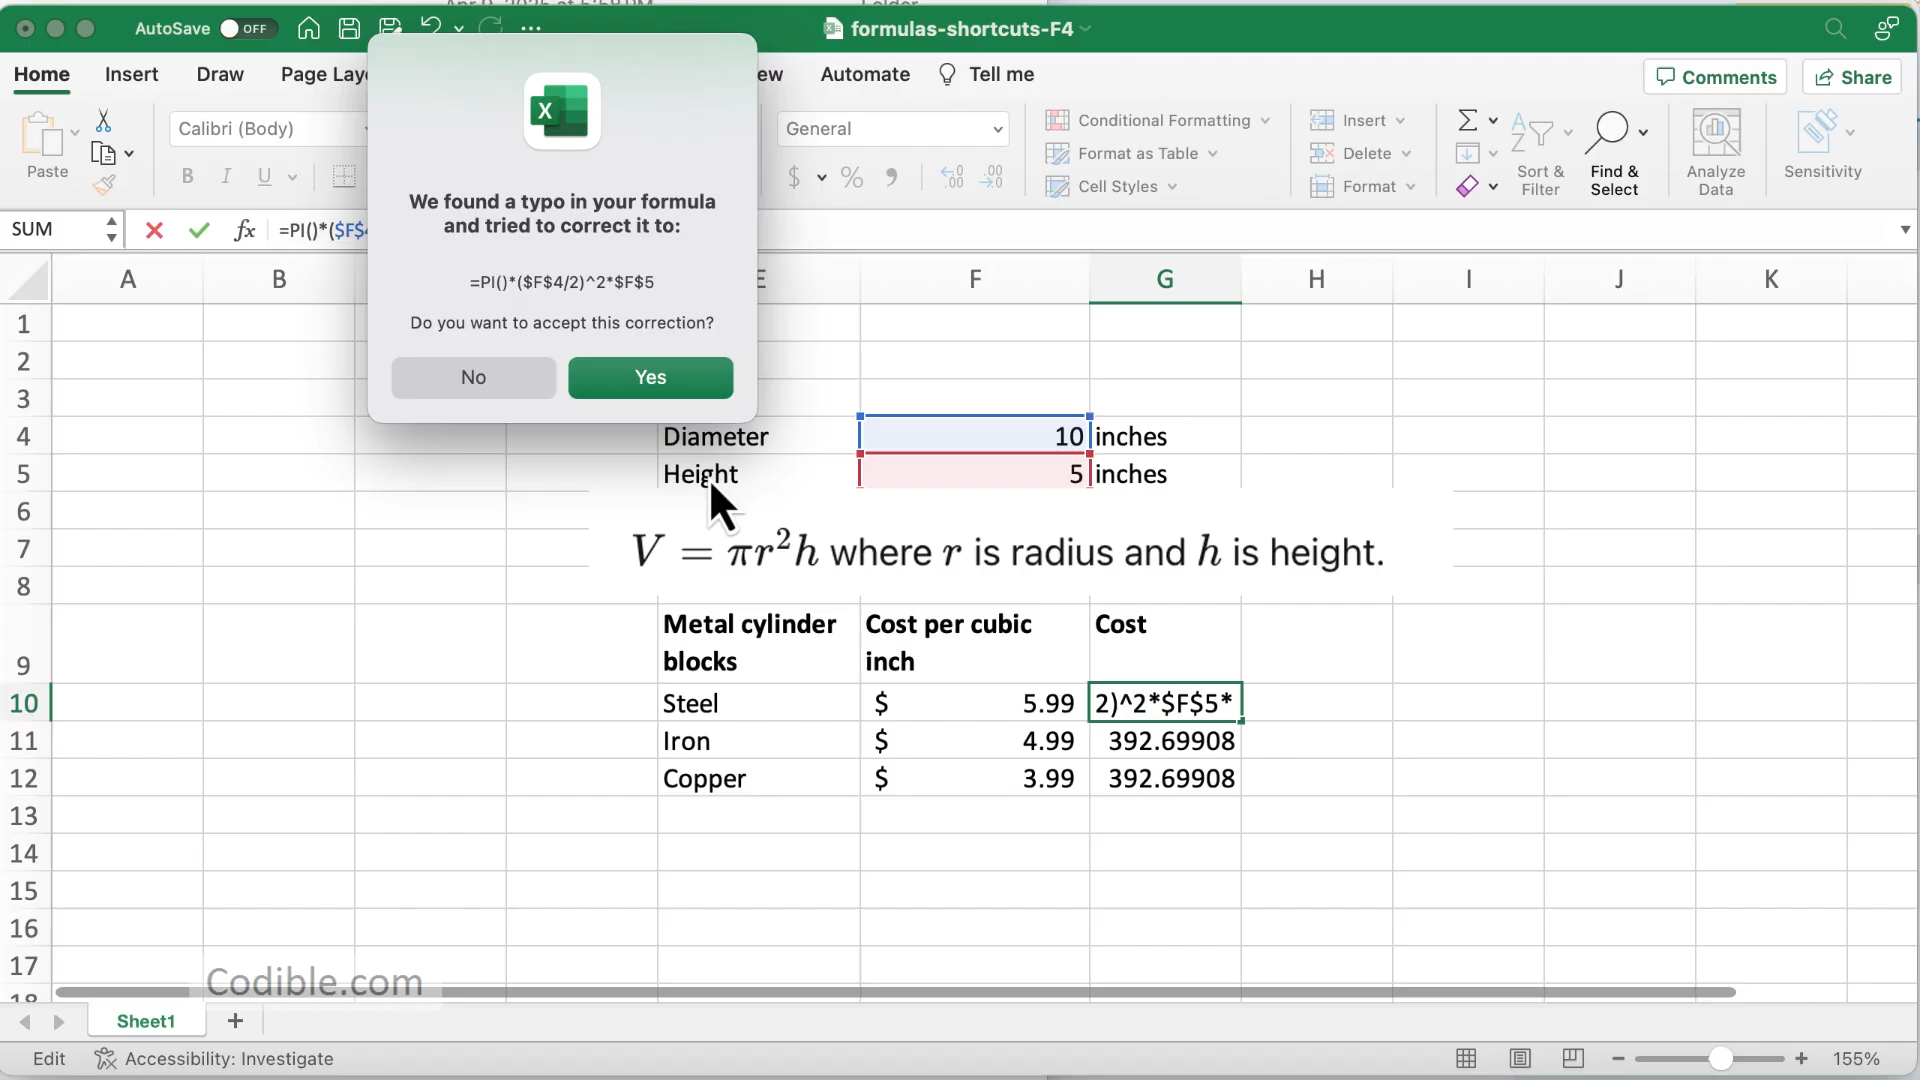 AutoSave OFF
formulas-shortcuts-F4
Home Insert Draw Page Lay ew Automate Tell me
Comments Share
Paste
Calibri (Body)
B I U
General
$ % 9
Conditional Formatting
Format as Table
Cell Styles
Insert
Delete
Format
Sort &
Filter
Find &
Select
Analyze
Data
Sensitivity
X
We found a typo in your formula
and tried to correct it to:
=PI()*($F$4/2)^2*$F$5
Do you want to accept this correction?
No Yes
SUM fx =PI()*($F$4
A B E F G H I J K
1
2
3
4 Diameter 10 inches
5 Height 5 inches
6
7 V = πr²h where r is radius and h is height.
8
9 Metal cylinder blocks Cost per cubic inch Cost
10 Steel $ 5.99 2)^2*$F$5*
11 Iron $ 4.99 392.69908
12 Copper $ 3.99 392.69908
13
14
15
16
17
18
Codible.com
Sheet1 +
Edit Accessibility: Investigate
155%